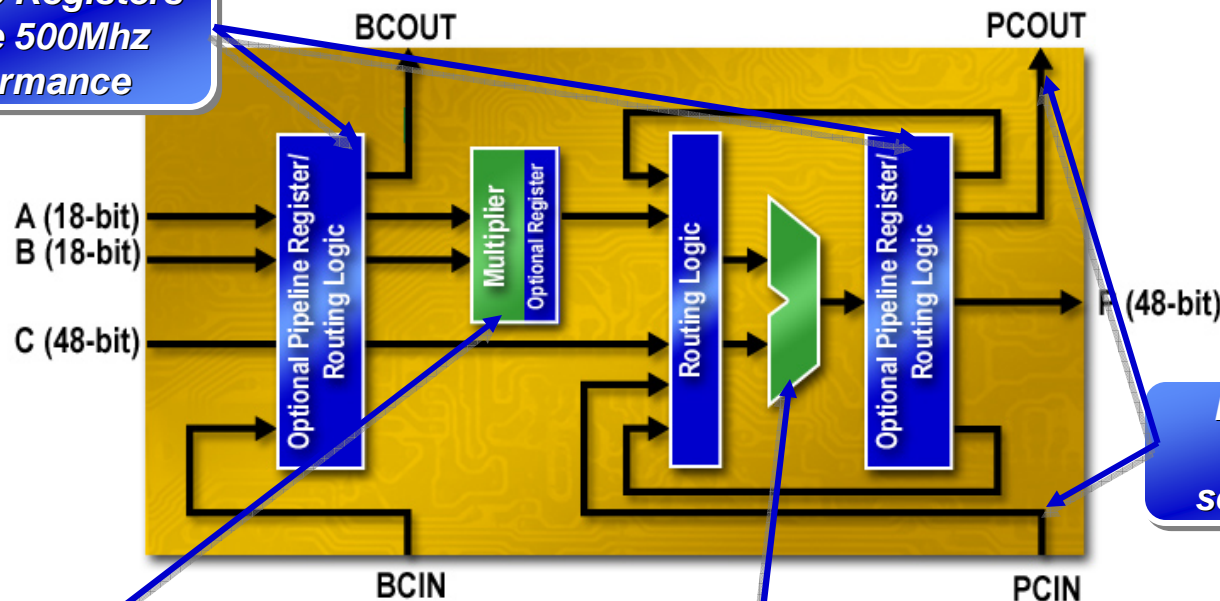 Registers
500Mhz
BCOUT
PCOUT
A (18-bit)
B (18-bit)
C (48-bit)
Optional Pipeline Register/
Routing Logic
Multiplier
Optional Register
Routing Logic
Optional Pipeline Register/
Routing Logic
P (48-bit)
BCIN
PCIN